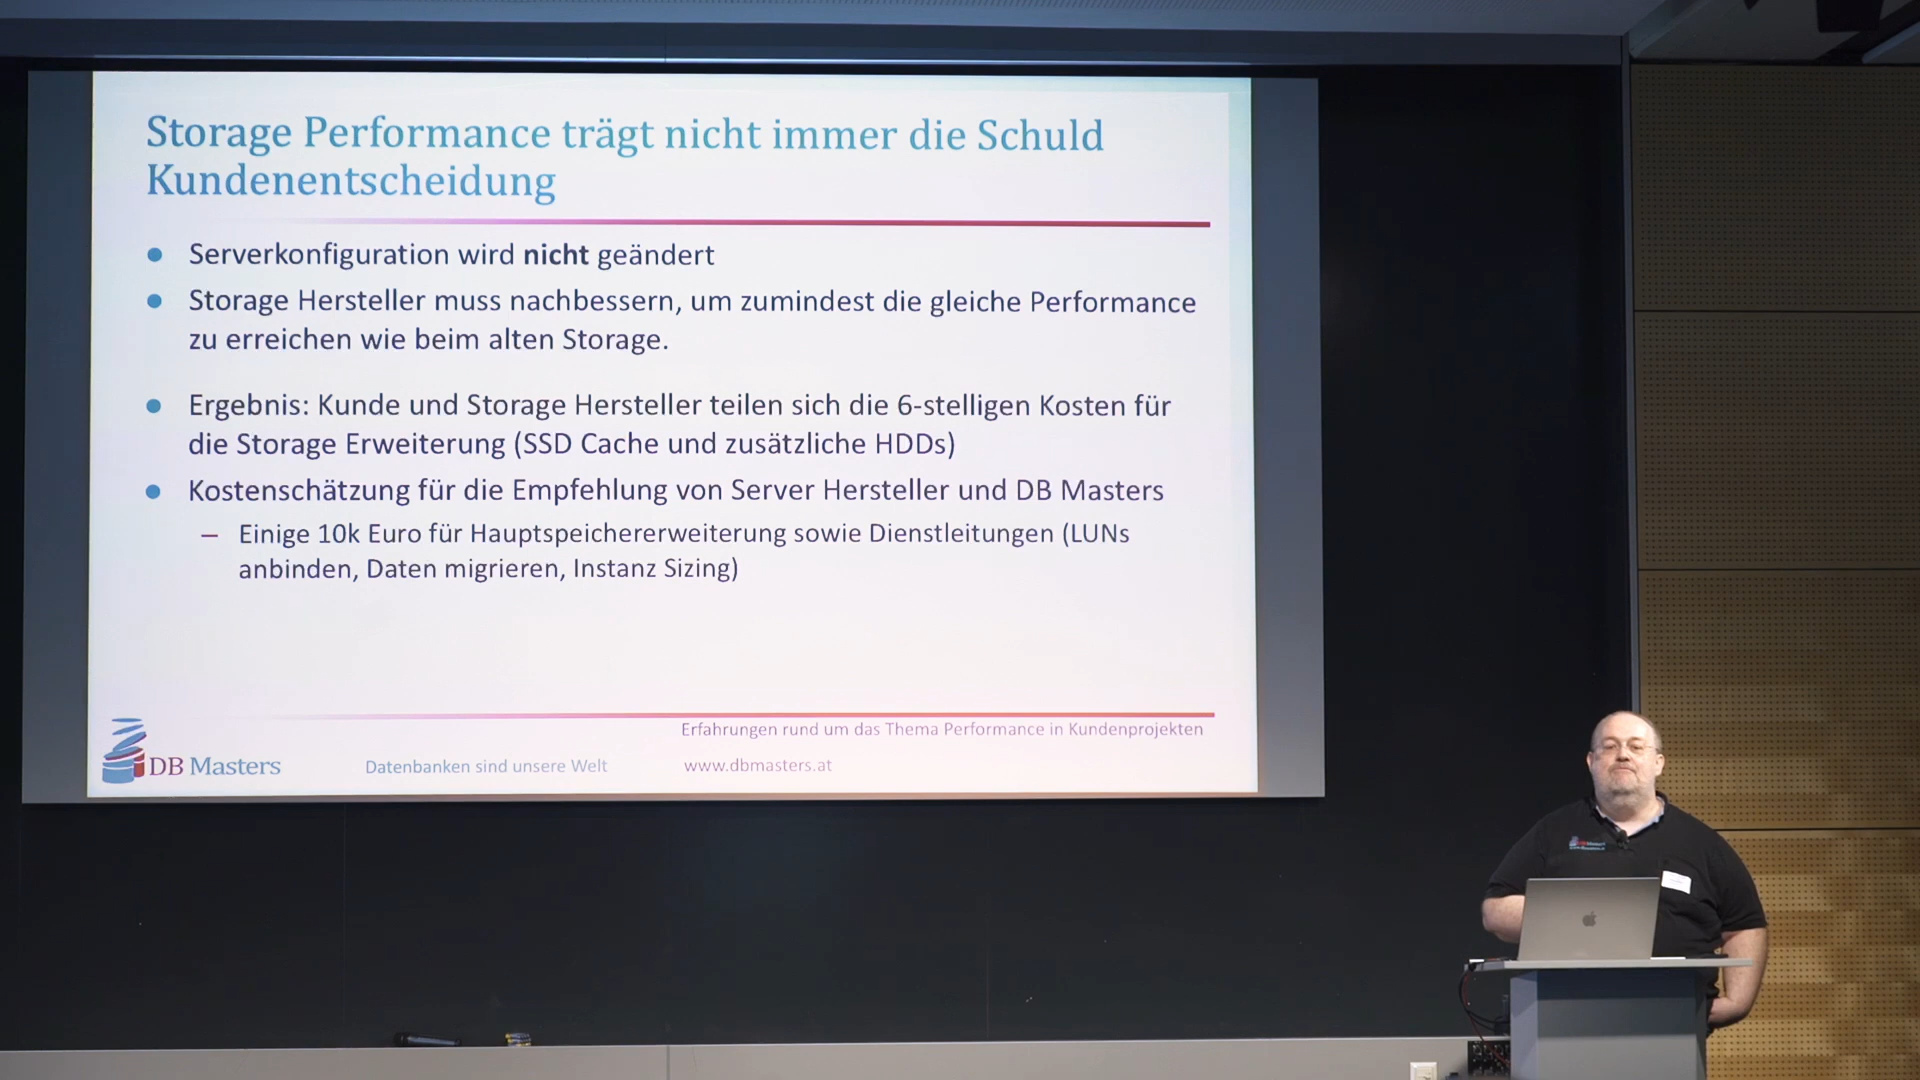 Storage Performance trägt nicht immer die Schuld
Kundenentscheidung
Serverkonfiguration wird nicht geändert
Storage Hersteller muss nachbessern, um zumindest die gleiche Performance
zu erreichen wie beim alten Storage.
Ergebnis: Kunde und Storage Hersteller teilen sich die 6-stelligen Kosten für
die Storage Erweiterung (SSD Cache und zusätzliche HDDs)
Kostenschätzung für die Empfehlung von Server Hersteller und DB Masters
– Einige 10k Euro für Hauptspeichererweiterung sowie Dienstleitungen (LUNs
anbinden, Daten migrieren, Instanz Sizing)
Erfahrungen rund um das Thema Performance in Kundenprojekten
DB Masters
Datenbanken sind unsere Welt
www.dbmasters.at